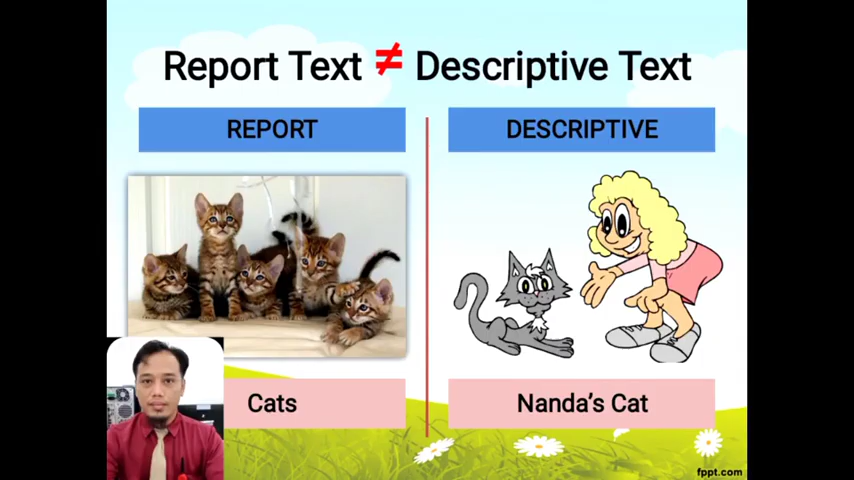 Report Text ≠ Descriptive Text
REPORT
DESCRIPTIVE
Cats
Nanda's Cat
fppt.com